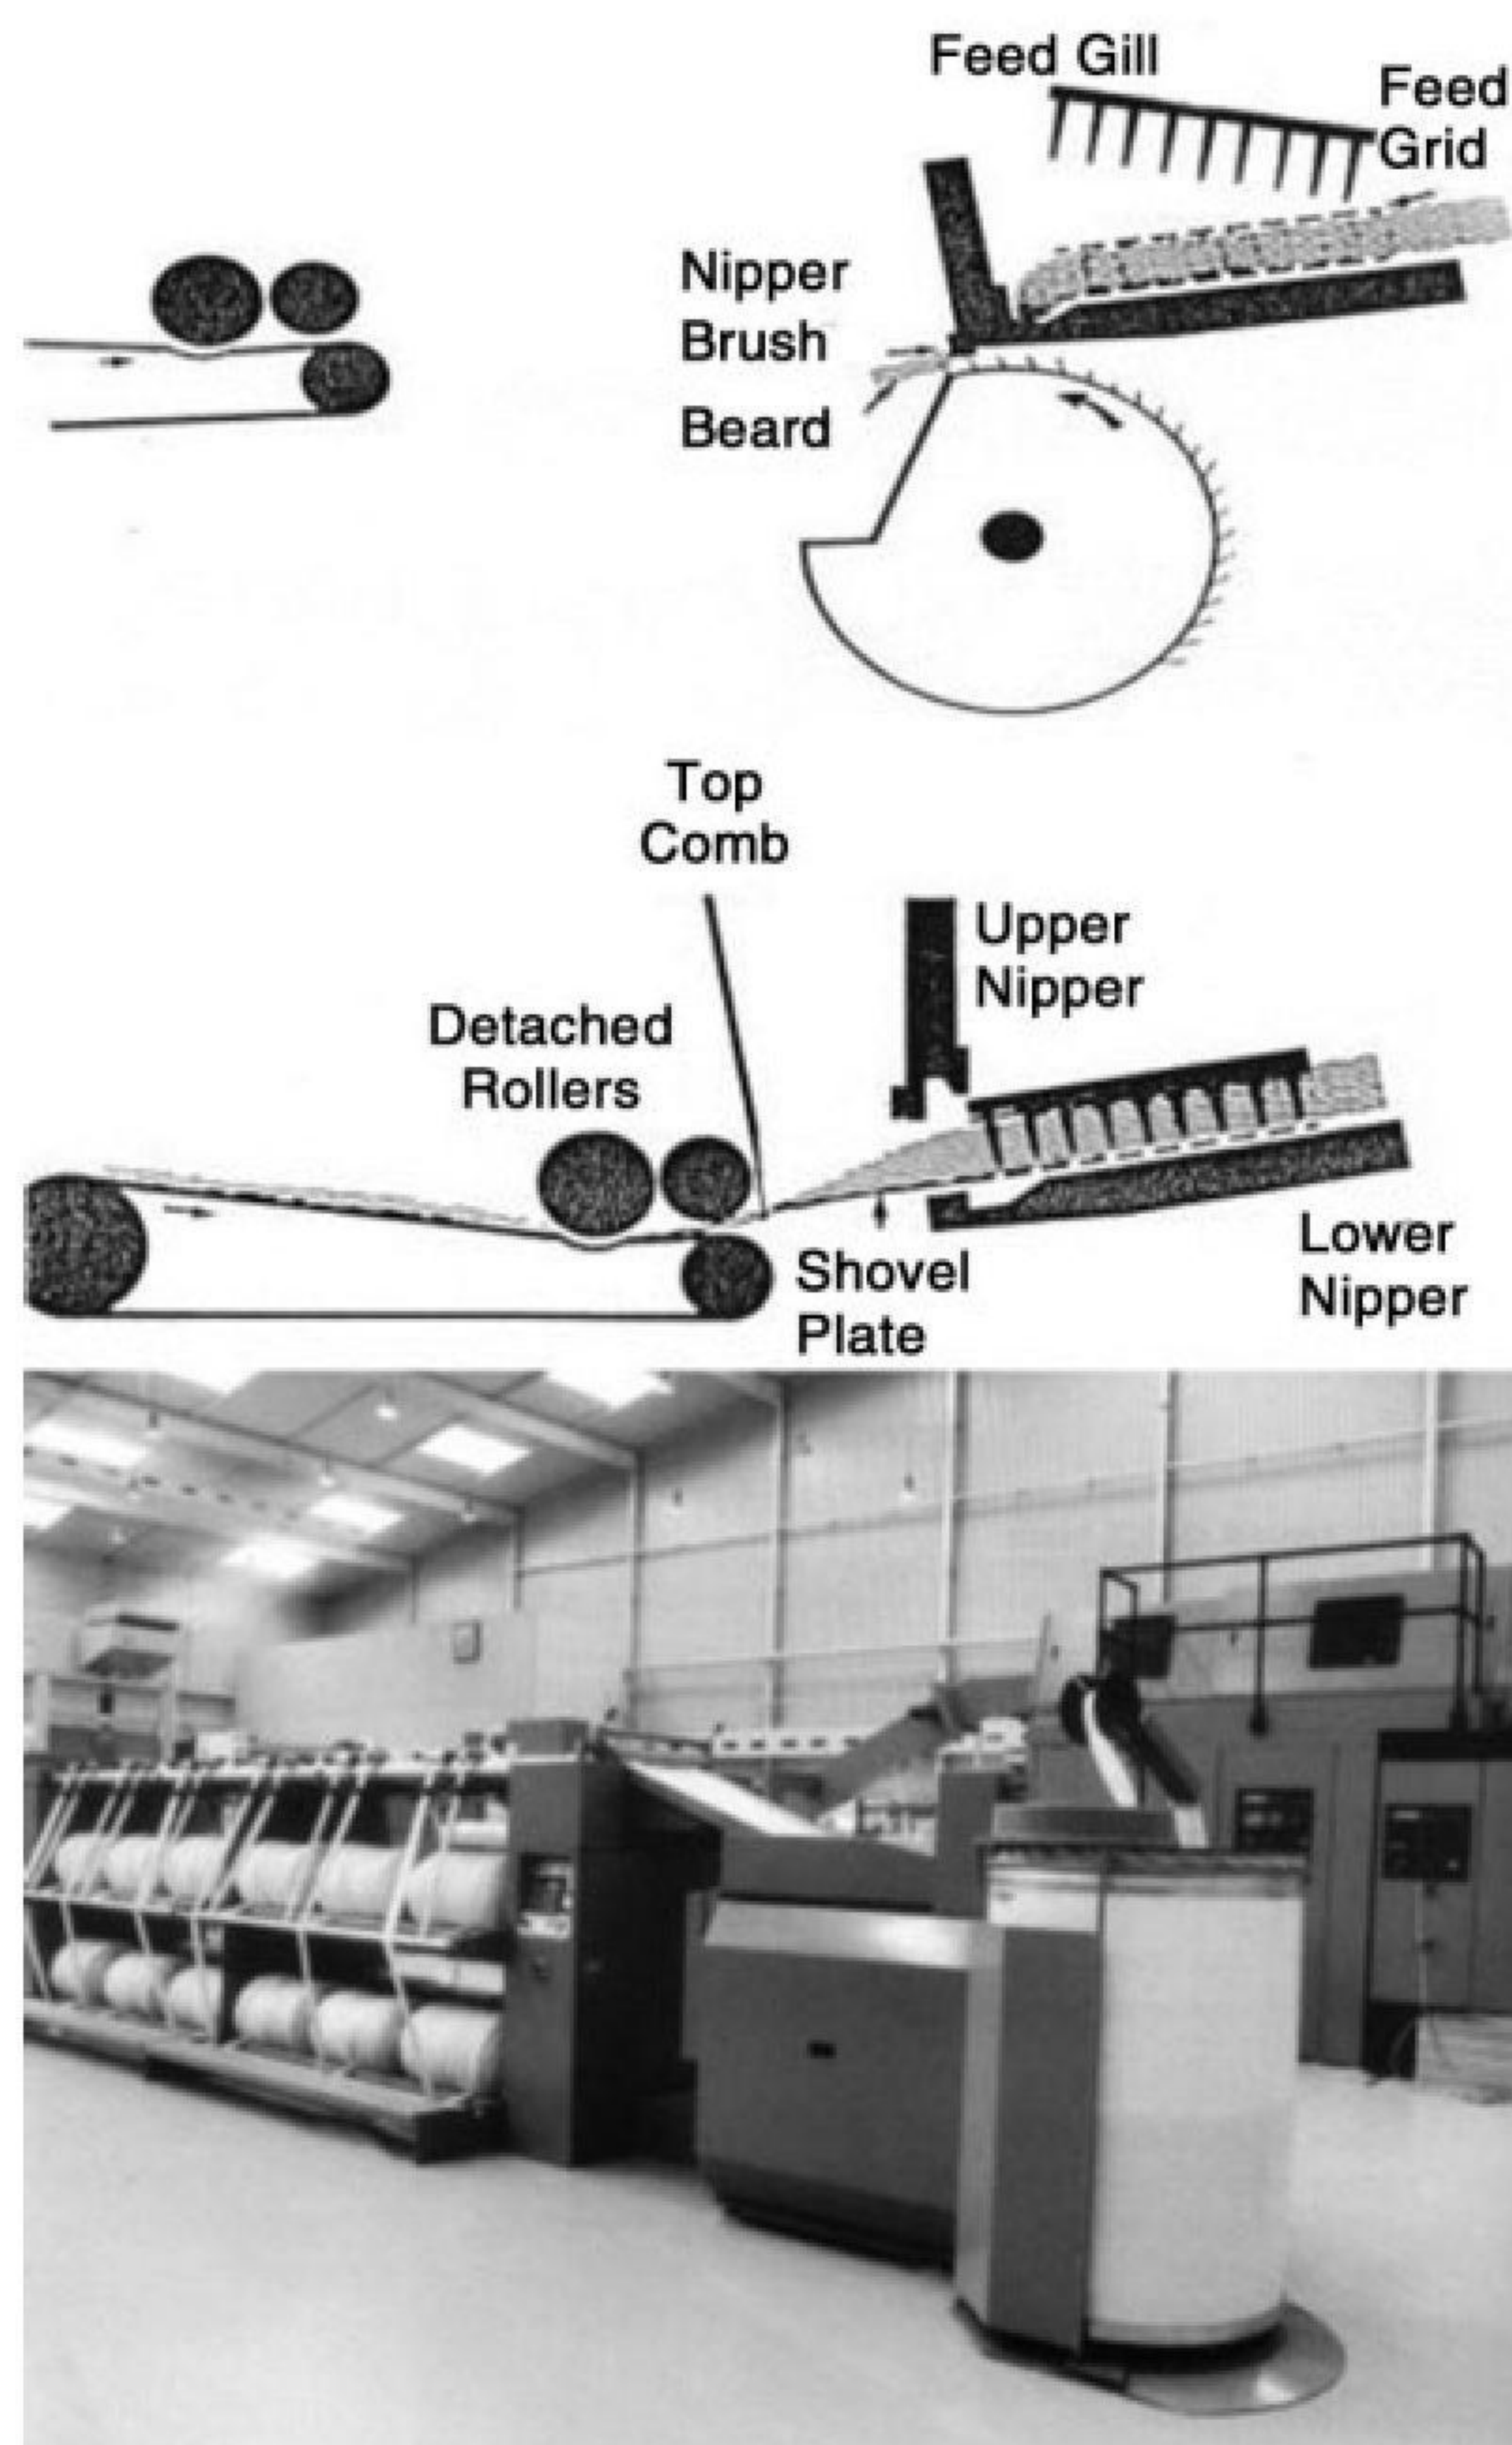 Feed Gill
Feed
Grid
Nipper
Brush
Beard
Top
Comb
Upper
Nipper
Detached
Rollers
Shovel
Plate
Lower
Nipper